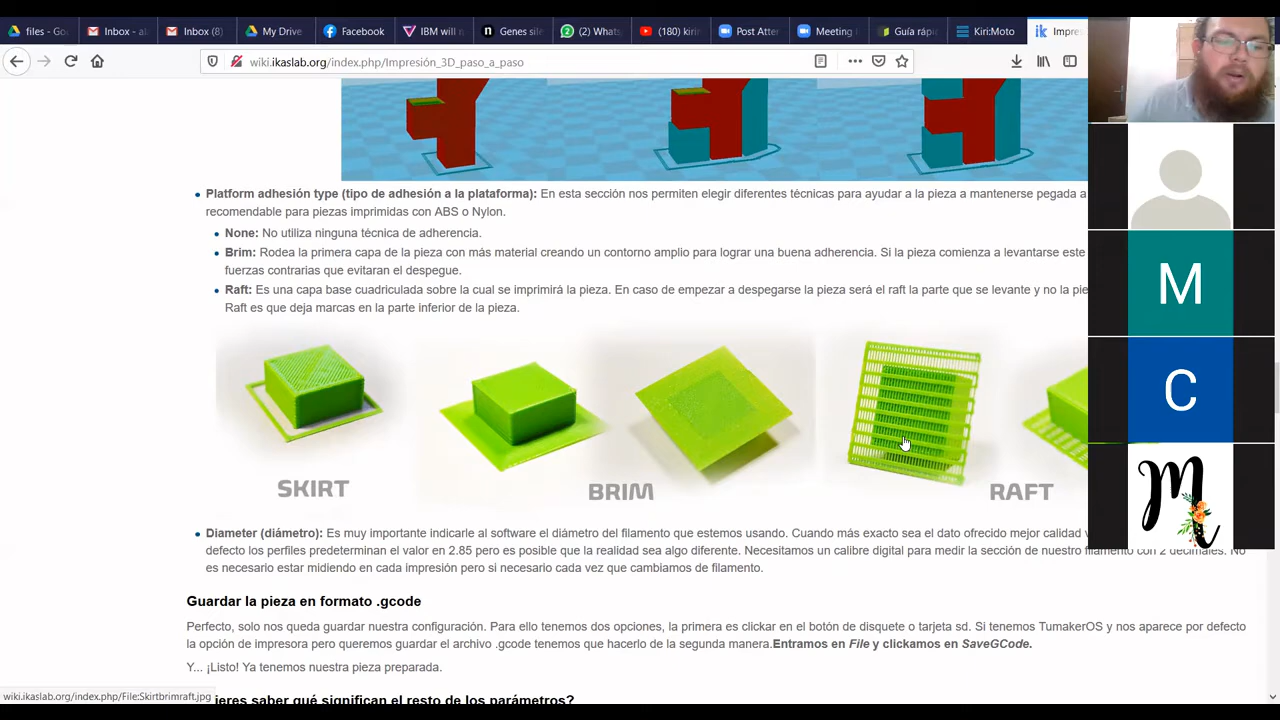 files - Goo
Inbox - al
Inbox (8)
My Drive
Facebook
IBM will r
Genes sile
(2) Whats
(180) kirin
Post Atter
Meeting I
Guía rápid
Kiri:Moto
Impres
wiki.ikaslab.org/index.php/Impresión_3D_paso_a_paso
Platform adhesión type (tipo de adhesión a la plataforma): En esta sección nos permiten elegir diferentes técnicas para ayudar a la pieza a mantenerse pegada a
recomendable para piezas imprimidas con ABS o Nylon.
None: No utiliza ninguna técnica de adherencia.
Brim: Rodea la primera capa de la pieza con más material creando un contorno amplio para lograr una buena adherencia. Si la pieza comienza a levantarse este
fuerzas contrarias que evitaran el despegue.
Raft: Es una capa base cuadriculada sobre la cual se imprimirá la pieza. En caso de empezar a despegarse la pieza será el raft la parte que se levante y no la pie
Raft es que deja marcas en la parte inferior de la pieza.
SKIRT
BRIM
RAFT
Diameter (diámetro): Es muy importante indicarle al software el diámetro del filamento que estemos usando. Cuando más exacto sea el dato ofrecido mejor calidad v
defecto los perfiles predeterminan el valor en 2.85 pero es posible que la realidad sea algo diferente. Necesitamos un calibre digital para medir la sección de nuestro filamento con 2 decimales. No
es necesario estar midiendo en cada impresión pero si necesario cada vez que cambiamos de filamento.
Guardar la pieza en formato .gcode
Perfecto, solo nos queda guardar nuestra configuración. Para ello tenemos dos opciones, la primera es clickar en el botón de disquete o tarjeta sd. Si tenemos TumakerOS y nos aparece por defecto
la opción de impresora pero queremos guardar el archivo .gcode tenemos que hacerlo de la segunda manera.Entramos en File y clickamos en SaveGCode.
Y... ¡Listo! Ya tenemos nuestra pieza preparada.
ieres saber qué significan el resto de los parámetros?
wiki.ikaslab.org/index.php/File:Skirtbrimraft.jpg
M
C
M